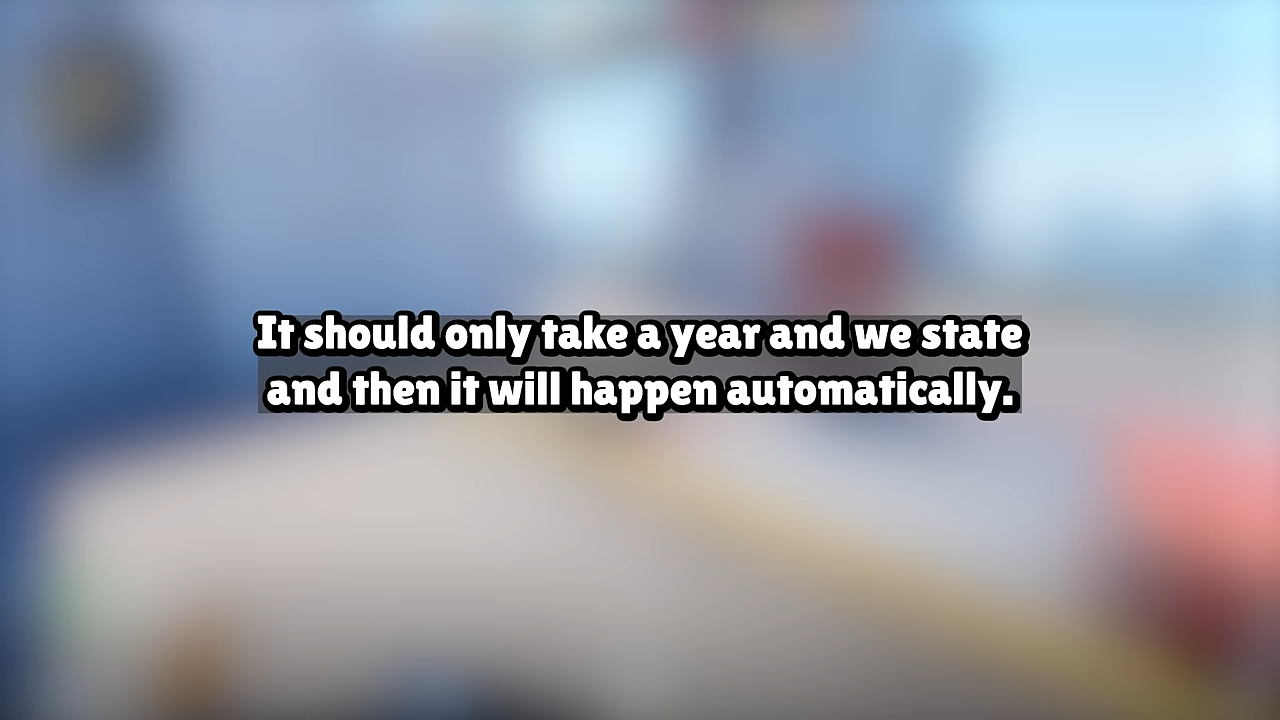 It should only take a year and we state
and then it will happen automatically.